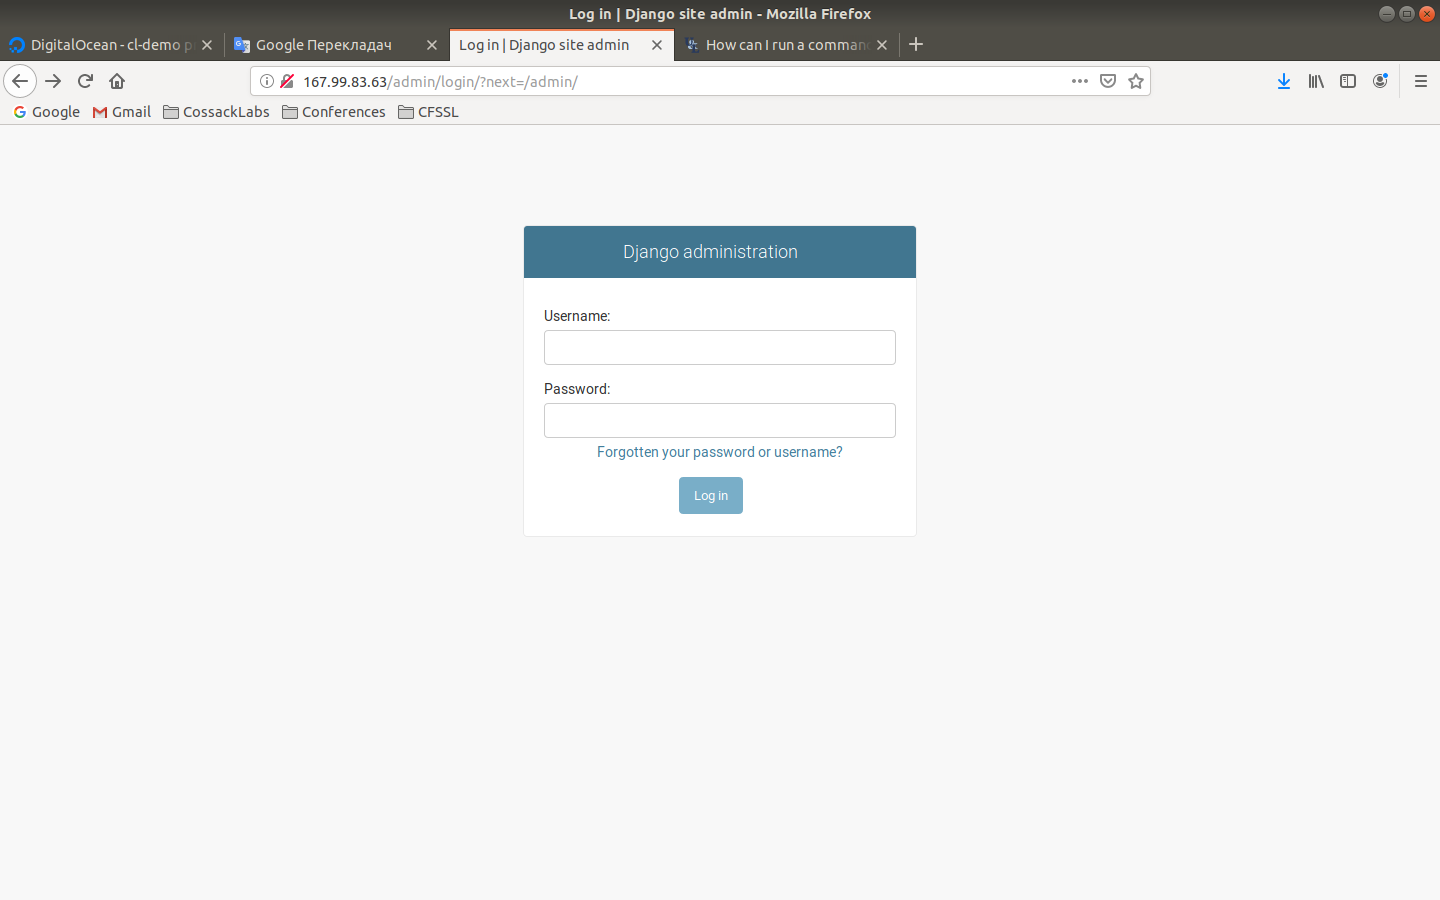 Log in | Django site admin - Mozilla Firefox
DigitalOcean - cl-demo
Google Перекладач
Log in | Django site admin
How can I run a comman
167.99.83.63/admin/login/?next=/admin/
Google Gmail CossackLabs Conferences CFSSL
Django administration
Username:
Password:
Forgotten your password or username?
Log in